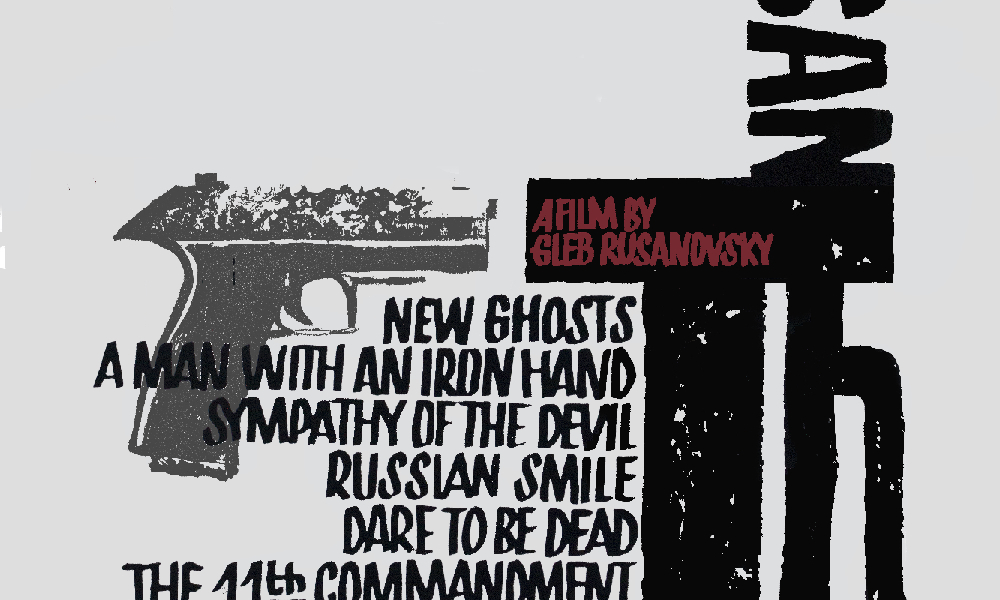 A FILM BY
GLEB RUSANOVSKY
NEW GHOSTS
A MAN WITH AN IRON HAND
SYMPATHY OF THE DEVIL
RUSSIAN SMILE
DARE TO BE DEAD
THE 11th COMMANDMENT